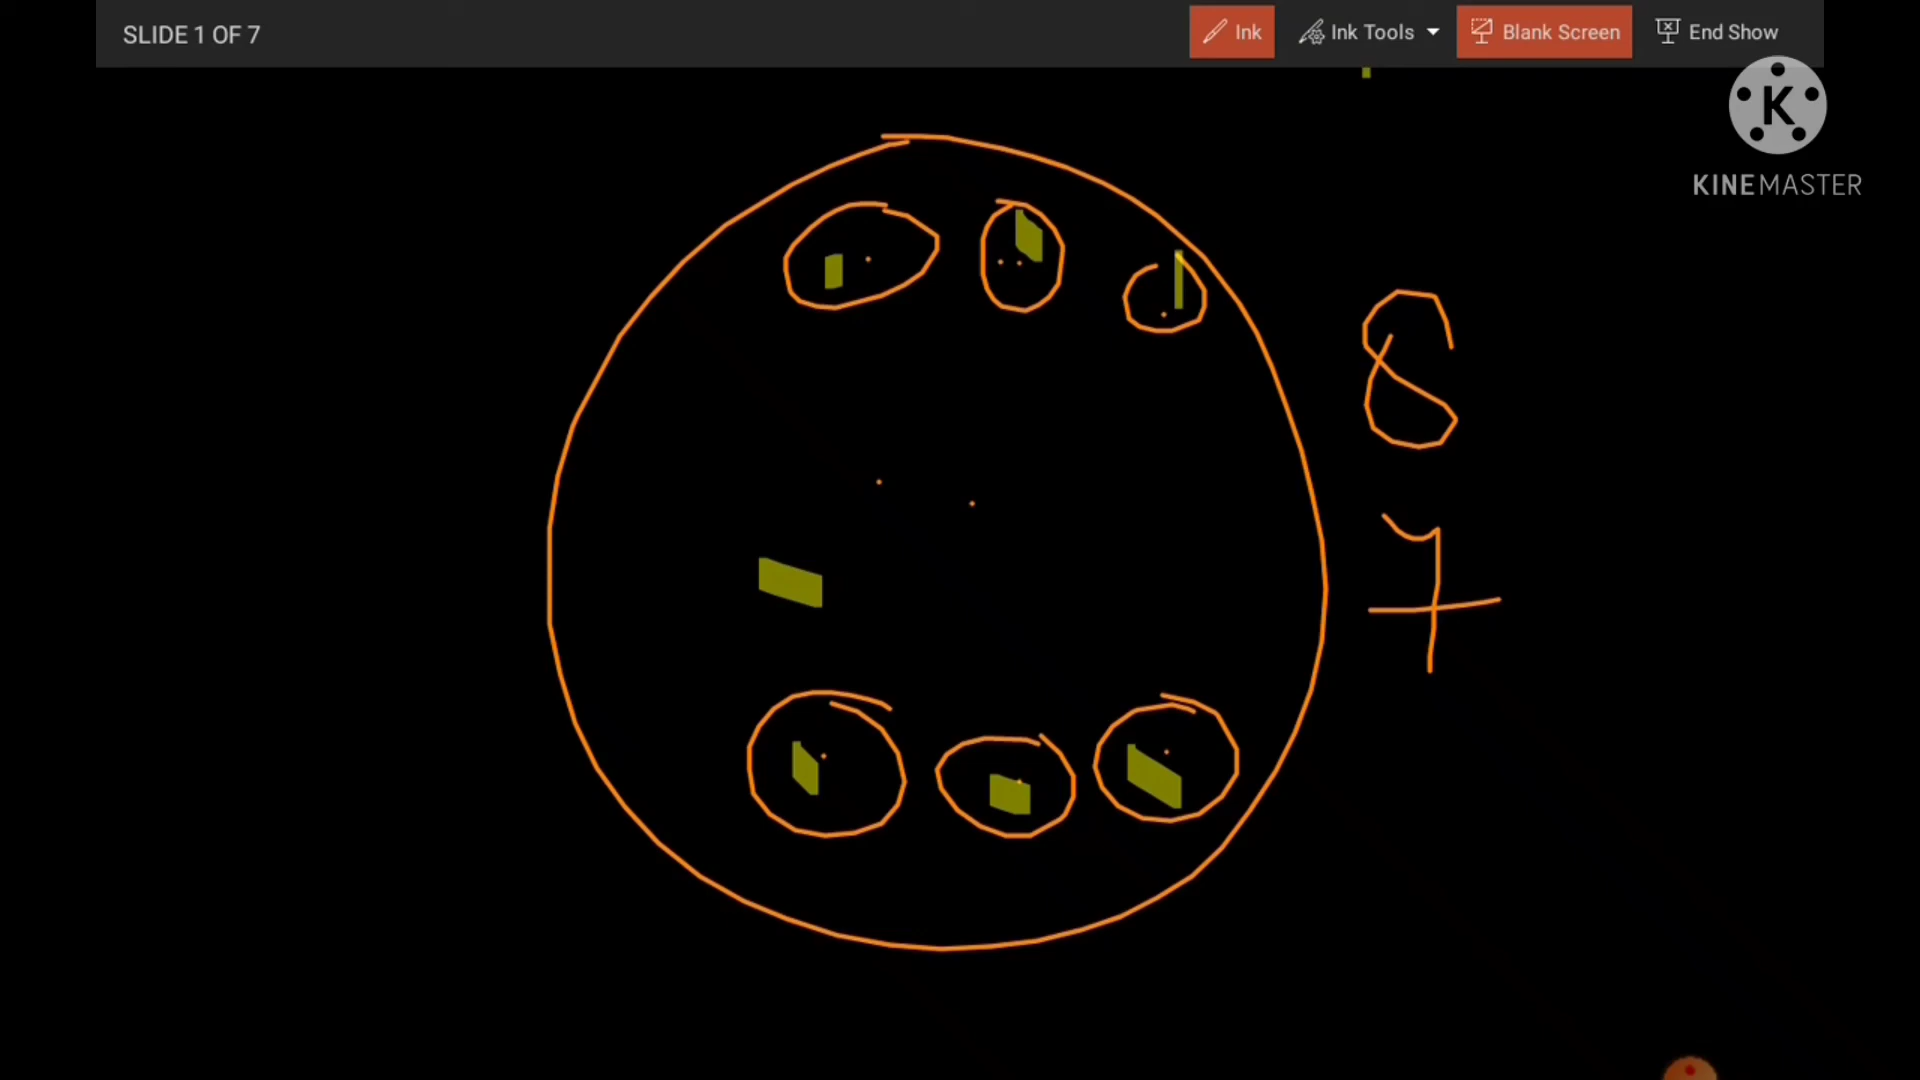 SLIDE 1 OF 7
Ink
Ink Tools
Blank Screen
End Show
K
KINEMASTER
8
7